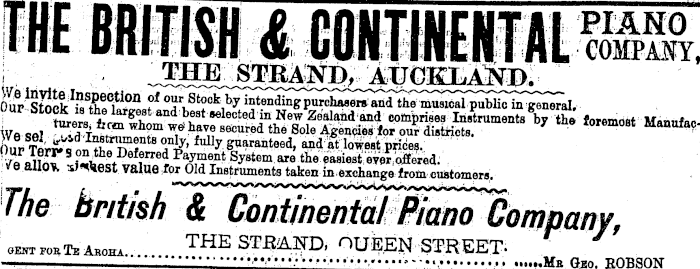 THE BRITISH & CONTINENTAL PIANO COMPANY,
THE STRAND, AUCKLAND.
We invite Inspection of our Stock by intending purchasers and the musical public in general.
Our Stock is the largest and best selected in New Zealand and comprises Instruments by the foremost Manufac-
turers, from whom we have secured the Sole Agencies for our districts.
We sel good Instruments only, fully guaranteed, and at lowest prices.
Our Terms on the Deferred Payment System are the easiest ever offered.
We allow highest value for Old Instruments taken in exchange from customers.
The British & Continental Piano Company,
THE STRAND, QUEEN STREET.
GENT FOR TE AROHA..........MR GEO. ROBSON